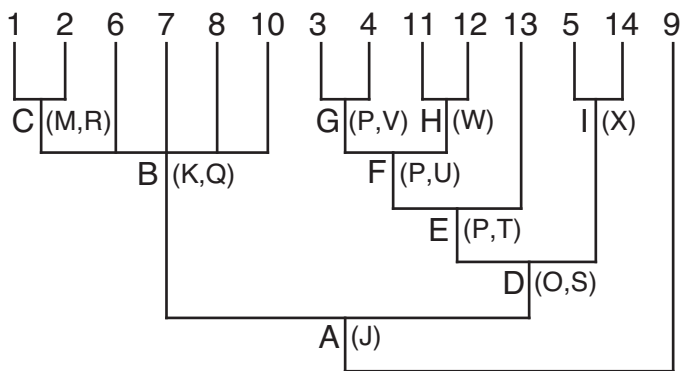 1 2 6 7 8 10 3 4 11 12 13 5 14 9
C (M,R) G (P,V) H (W) I (X)
B (K,Q) F (P,U)
E (P,T)
D (O,S)
A (J)